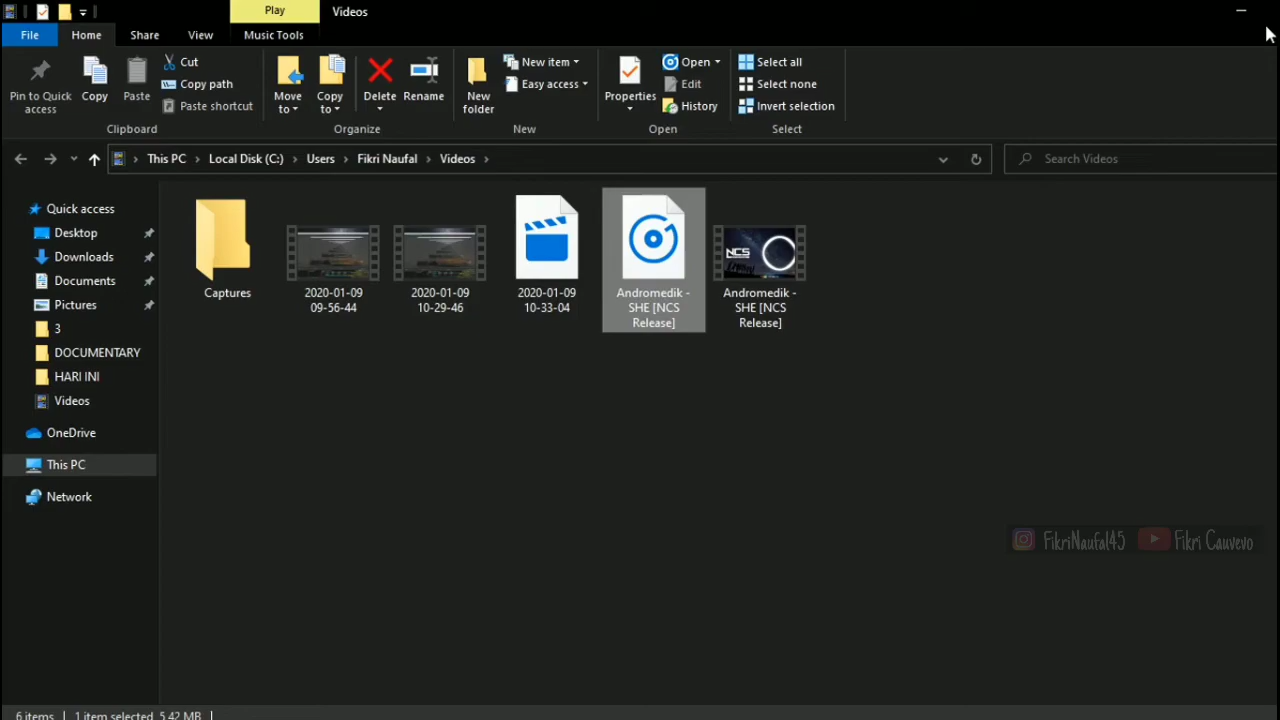 Play
Videos
File
Home
Share
View
Music Tools
Pin to Quick
access
Copy
Paste
Cut
Copy path
Paste shortcut
Move
to
Copy
to
Delete
Rename
New
folder
New item
Easy access
Properties
Open
Edit
History
Select all
Select none
Invert selection
Clipboard
Organize
New
Open
Select
This PC
Local Disk (C:)
Users
Fikri Naufal
Videos
Search Videos
Quick access
Desktop
Downloads
Documents
Pictures
3
DOCUMENTARY
HARI INI
Videos
OneDrive
This PC
Network
Captures
2020-01-09
09-56-44
2020-01-09
10-29-46
2020-01-09
10-33-04
Andromedik -
SHE [NCS
Release]
NCS
Andromedik -
SHE [NCS
Release]
FikriNaufal45
Fikri Cauvevo
6 items
1 item selected 5.42 MB